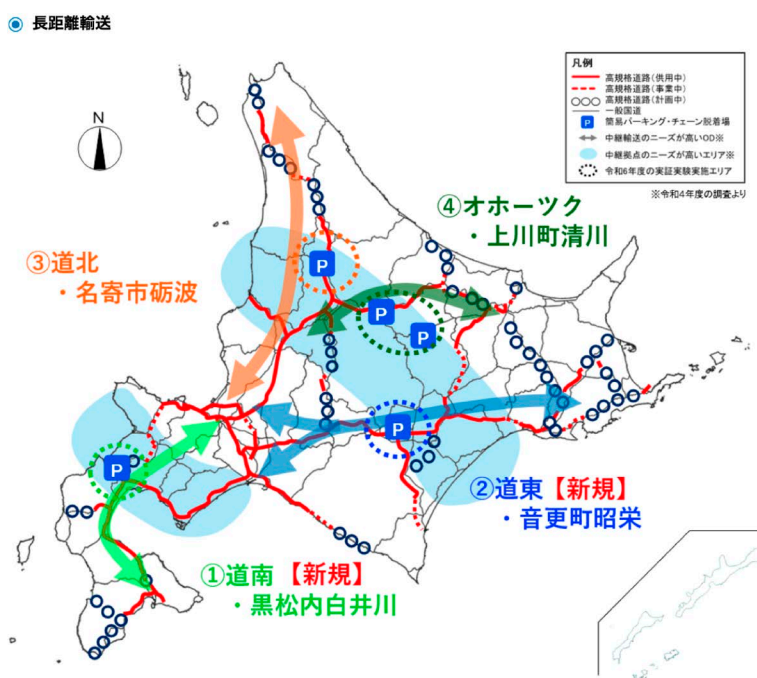 長距離輸送
N
凡例
高規格道路(供用中)
高規格道路(事業中)
高規格道路(計画中)
一般国道
P 簡易パーキング・チェーン脱着場
中継輸送のニーズが高いOD※
中継拠点のニーズが高いエリア※
令和6年度の実証実験実施エリア
※令和4年度の調査より
④オホーツク
・上川町清川
③道北
・名寄市砺波
P
P
P
P
P
②道東【新規】
・音更町昭栄
①道南【新規】
・黒松内白井川